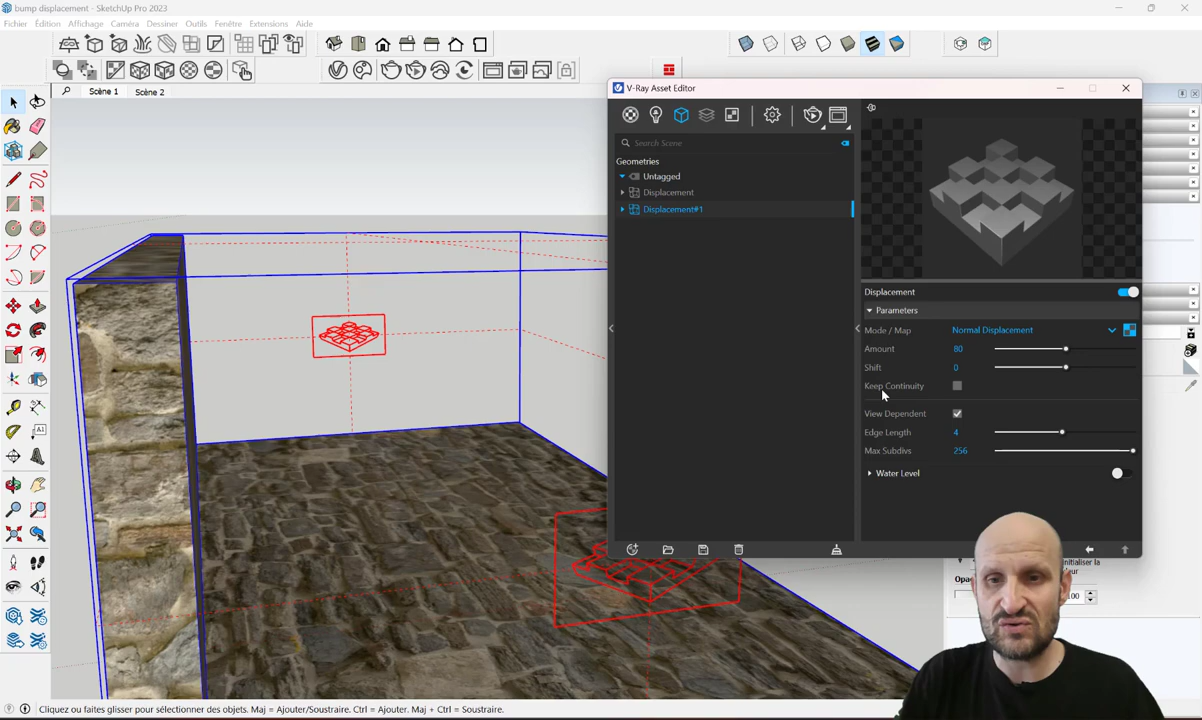 bump displacement - SketchUp Pro 2023
Fichier Édition Affichage Caméra Dessiner Outils Fenêtre Extensions Aide
Scène 1 Scène 2
V-Ray Asset Editor
Search Scene
Geometries
Untagged
Displacement
Displacement#1
Displacement
Parameters
Mode / Map Normal Displacement
Amount 80
Shift 0
Keep Continuity
View Dependent
Edge Length 4
Max Subdivs 256
Water Level
A1
Opa
100
Cliquez ou faites glisser pour sélectionner des objets. Maj = Ajouter/Soustraire. Ctrl = Ajouter. Maj + Ctrl = Soustraire.